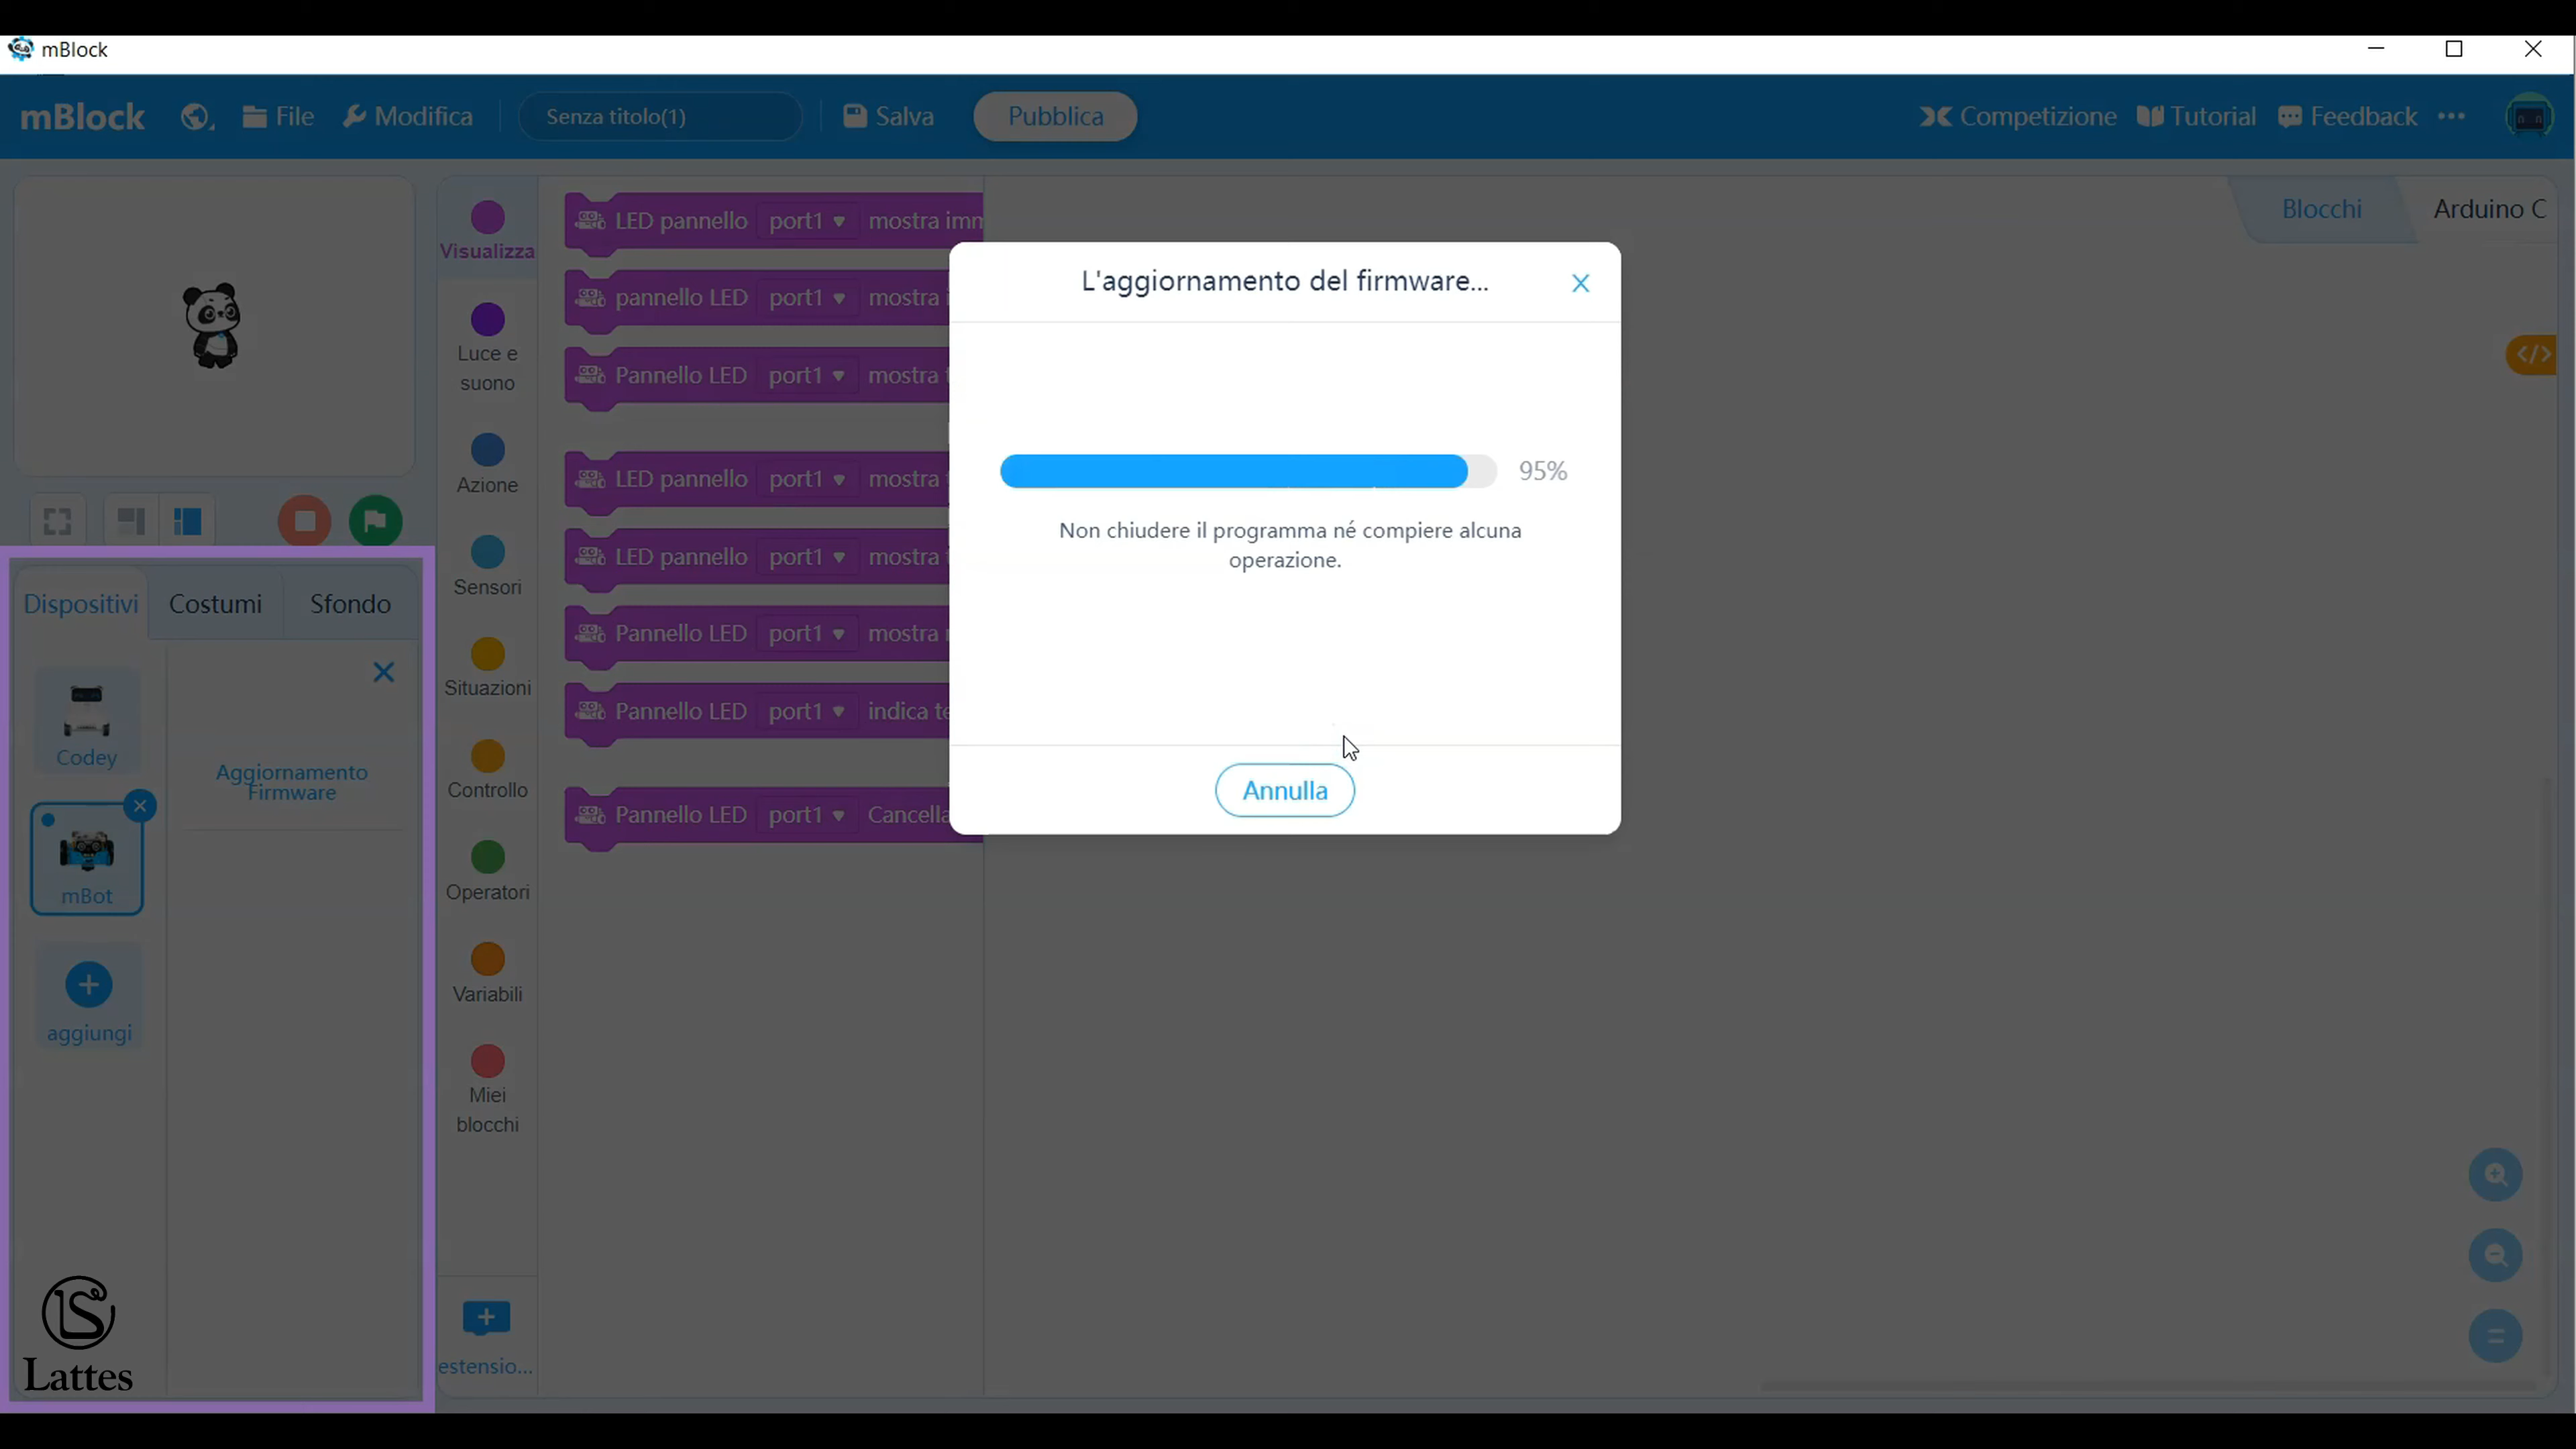 mBlock
mBlock File Modifica Senza titolo(1) Salva Pubblica Competizione Tutorial Feedback
Blocchi Arduino C
Visualizza
Luce e
suono
Azione
Sensori
Situazioni
Controllo
Operatori
Variabili
Miei
blocchi
estensio...
LED pannello port1 mostra imm
pannello LED port1 mostra
Pannello LED port1 mostra
LED pannello port1 mostra
LED pannello port1 mostra
Pannello LED port1 mostra
Pannello LED port1 indica te
Pannello LED port1 Cancella
L'aggiornamento del firmware...
95%
Non chiudere il programma né compiere alcuna
operazione.
Annulla
Dispositivi Costumi Sfondo
Codey
mBot
aggiungi
Aggiornamento
Firmware
LS
Lattes